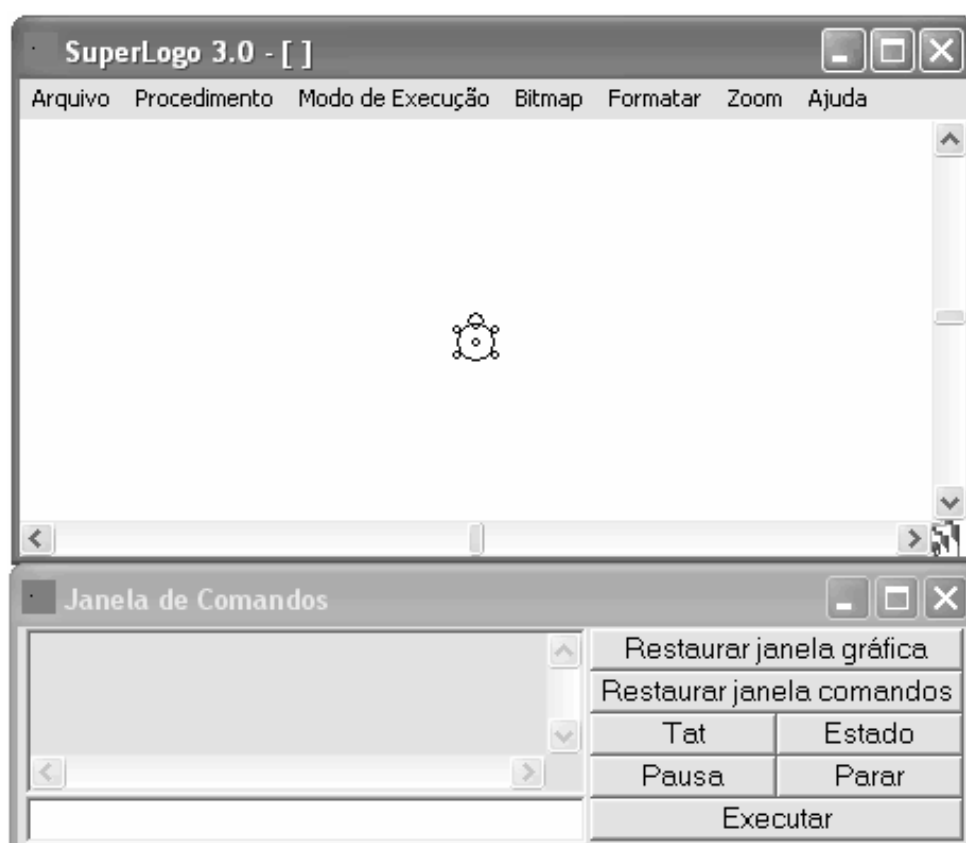 SuperLogo 3.0 - [ ]
Arquivo Procedimento Modo de Execução Bitmap Formatar Zoom Ajuda
Janela de Comandos
Restaurar janela gráfica
Restaurar janela comandos
Tat Estado
Pausa Parar
Executar